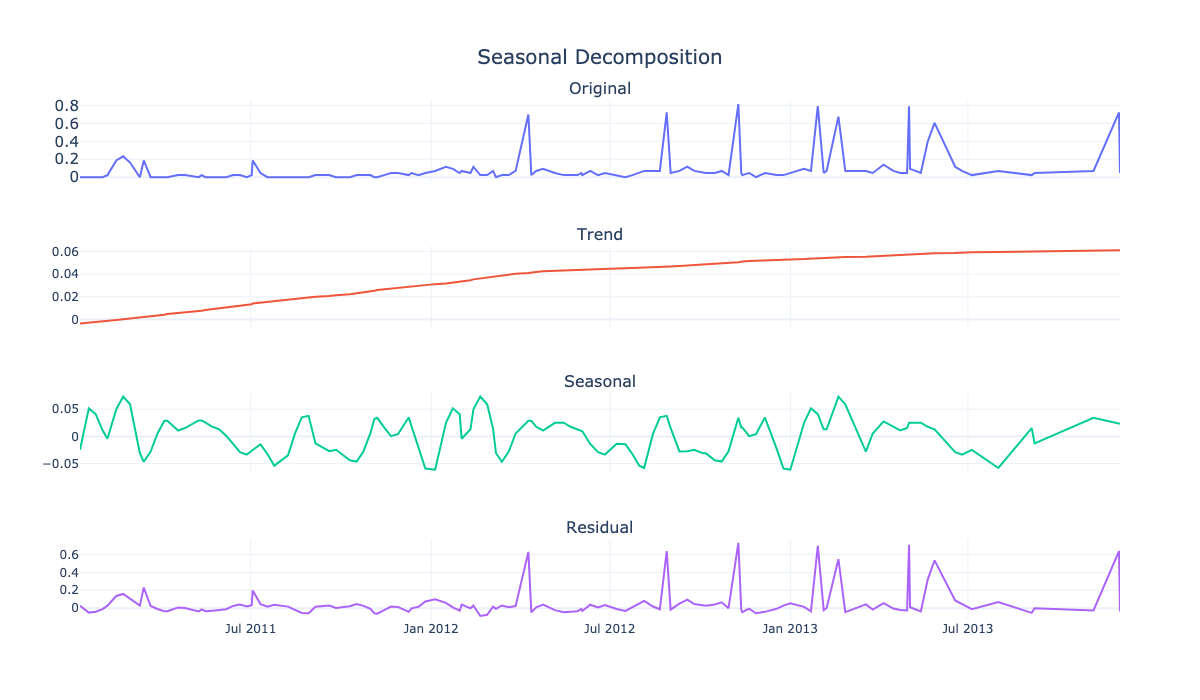 Seasonal Decomposition
Original
0.8
0.6
0.4
0.2
0
Trend
0.06
0.04
0.02
0
Seasonal
0.05
0
−0.05
Residual
0.6
0.4
0.2
0
Jul 2011 Jan 2012 Jul 2012 Jan 2013 Jul 2013